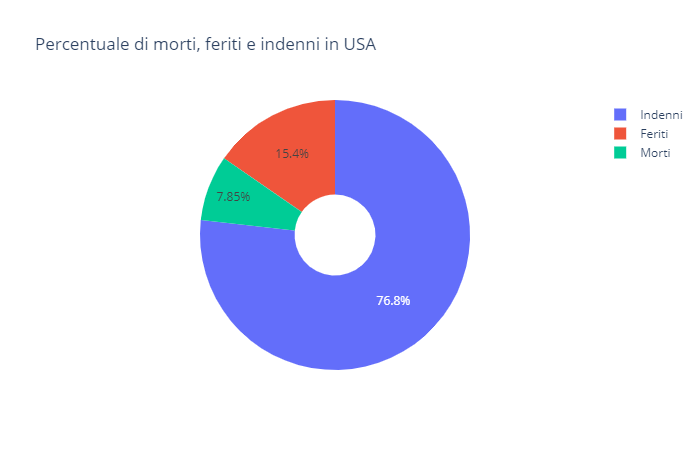 Percentuale di morti, feriti e indenni in USA
Indenni
Feriti
Morti
15.4%
7.85%
76.8%